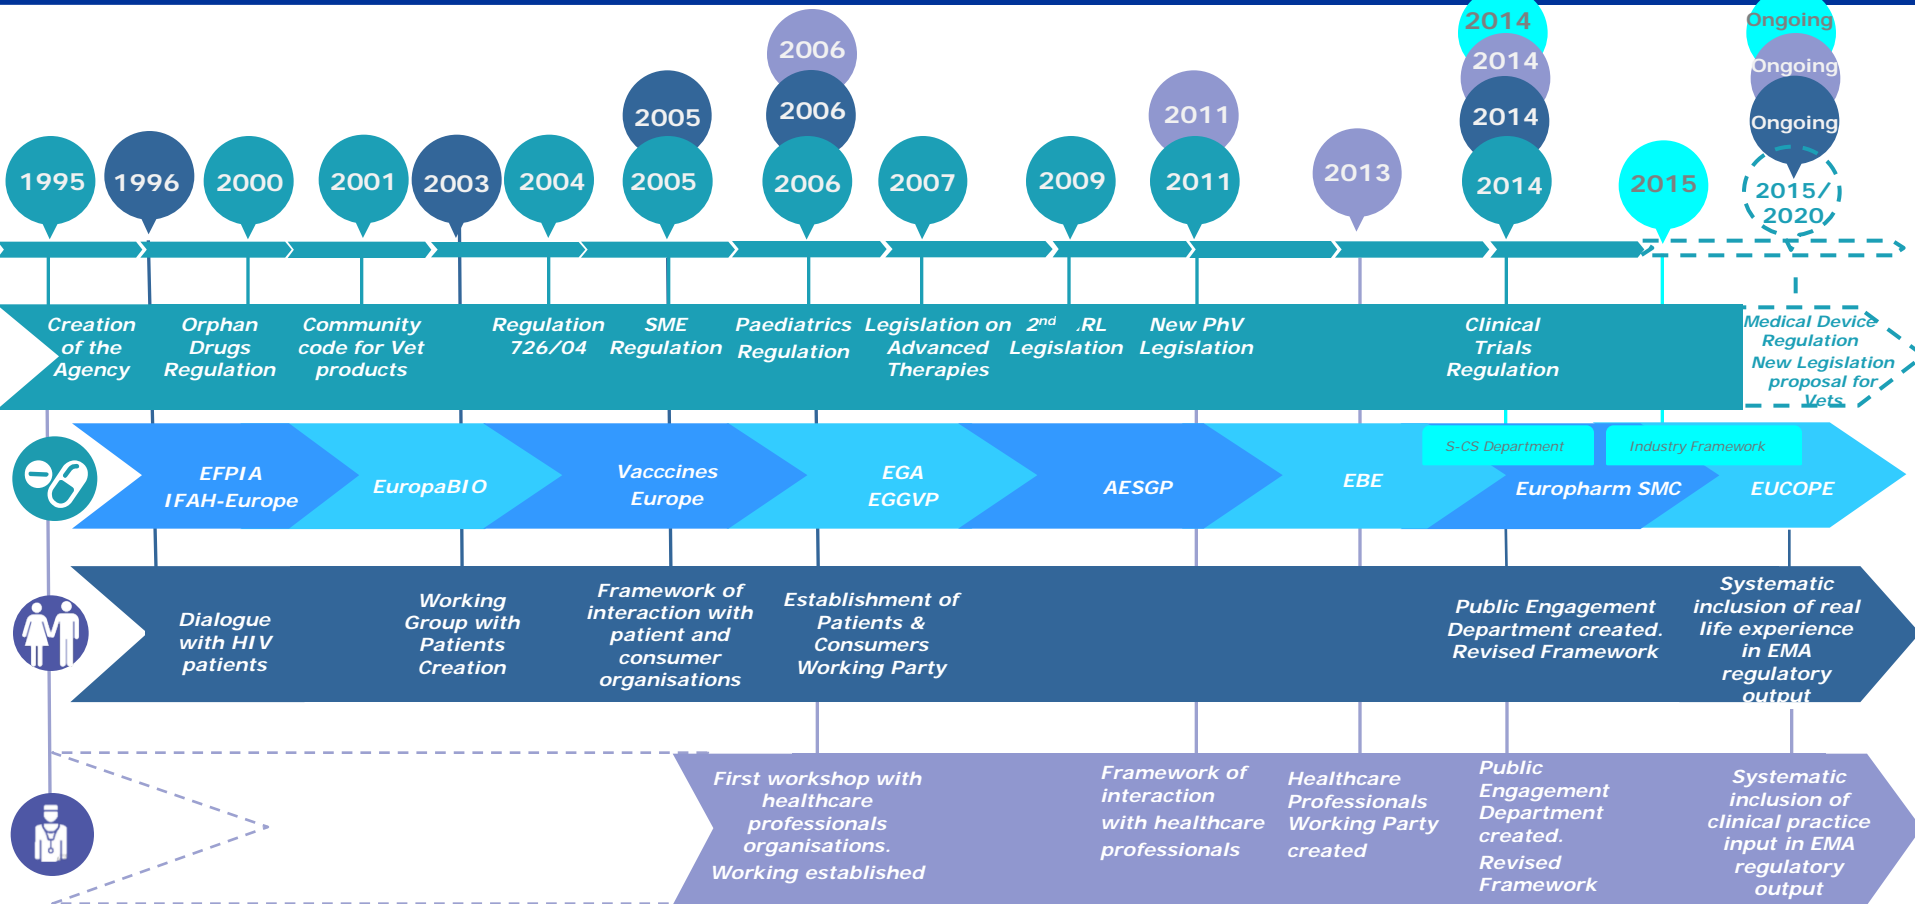 2014
Ongoing
2006
2014
Ongoing
2005
2006
2011
2014
Ongoing
1995
1996
2000
2001
2003
2004
2005
2006
2007
2009
2011
2013
2014
2015
2015/
2020
Creation
of the
Agency
Orphan
Drugs
Regulation
Community
code for Vet
products
Regulation
726/04
SME
Regulation
Paediatrics
Regulation
Legislation on
Advanced
Therapies
2nd .RL
Legislation
New PhV
Legislation
Clinical
Trials
Regulation
Medical Device
Regulation
New Legislation
proposal for
Vets
EFPIA
IFAH-Europe
EuropaBIO
Vacccines
Europe
EGA
EGGVP
AESGP
EBE
S-CS Department
Industry Framework
Europharm SMC
EUCOPE
Dialogue
with HIV
patients
Working
Group with
Patients
Creation
Framework of
interaction with
patient and
consumer
organisations
Establishment of
Patients &
Consumers
Working Party
Public Engagement
Department created.
Revised Framework
Systematic
inclusion of real
life experience
in EMA
regulatory
output
First workshop with
healthcare
professionals
organisations.
Working established
Framework of
interaction
with healthcare
professionals
Healthcare
Professionals
Working Party
created
Public
Engagement
Department
created.
Revised
Framework
Systematic
inclusion of
clinical practice
input in EMA
regulatory
output